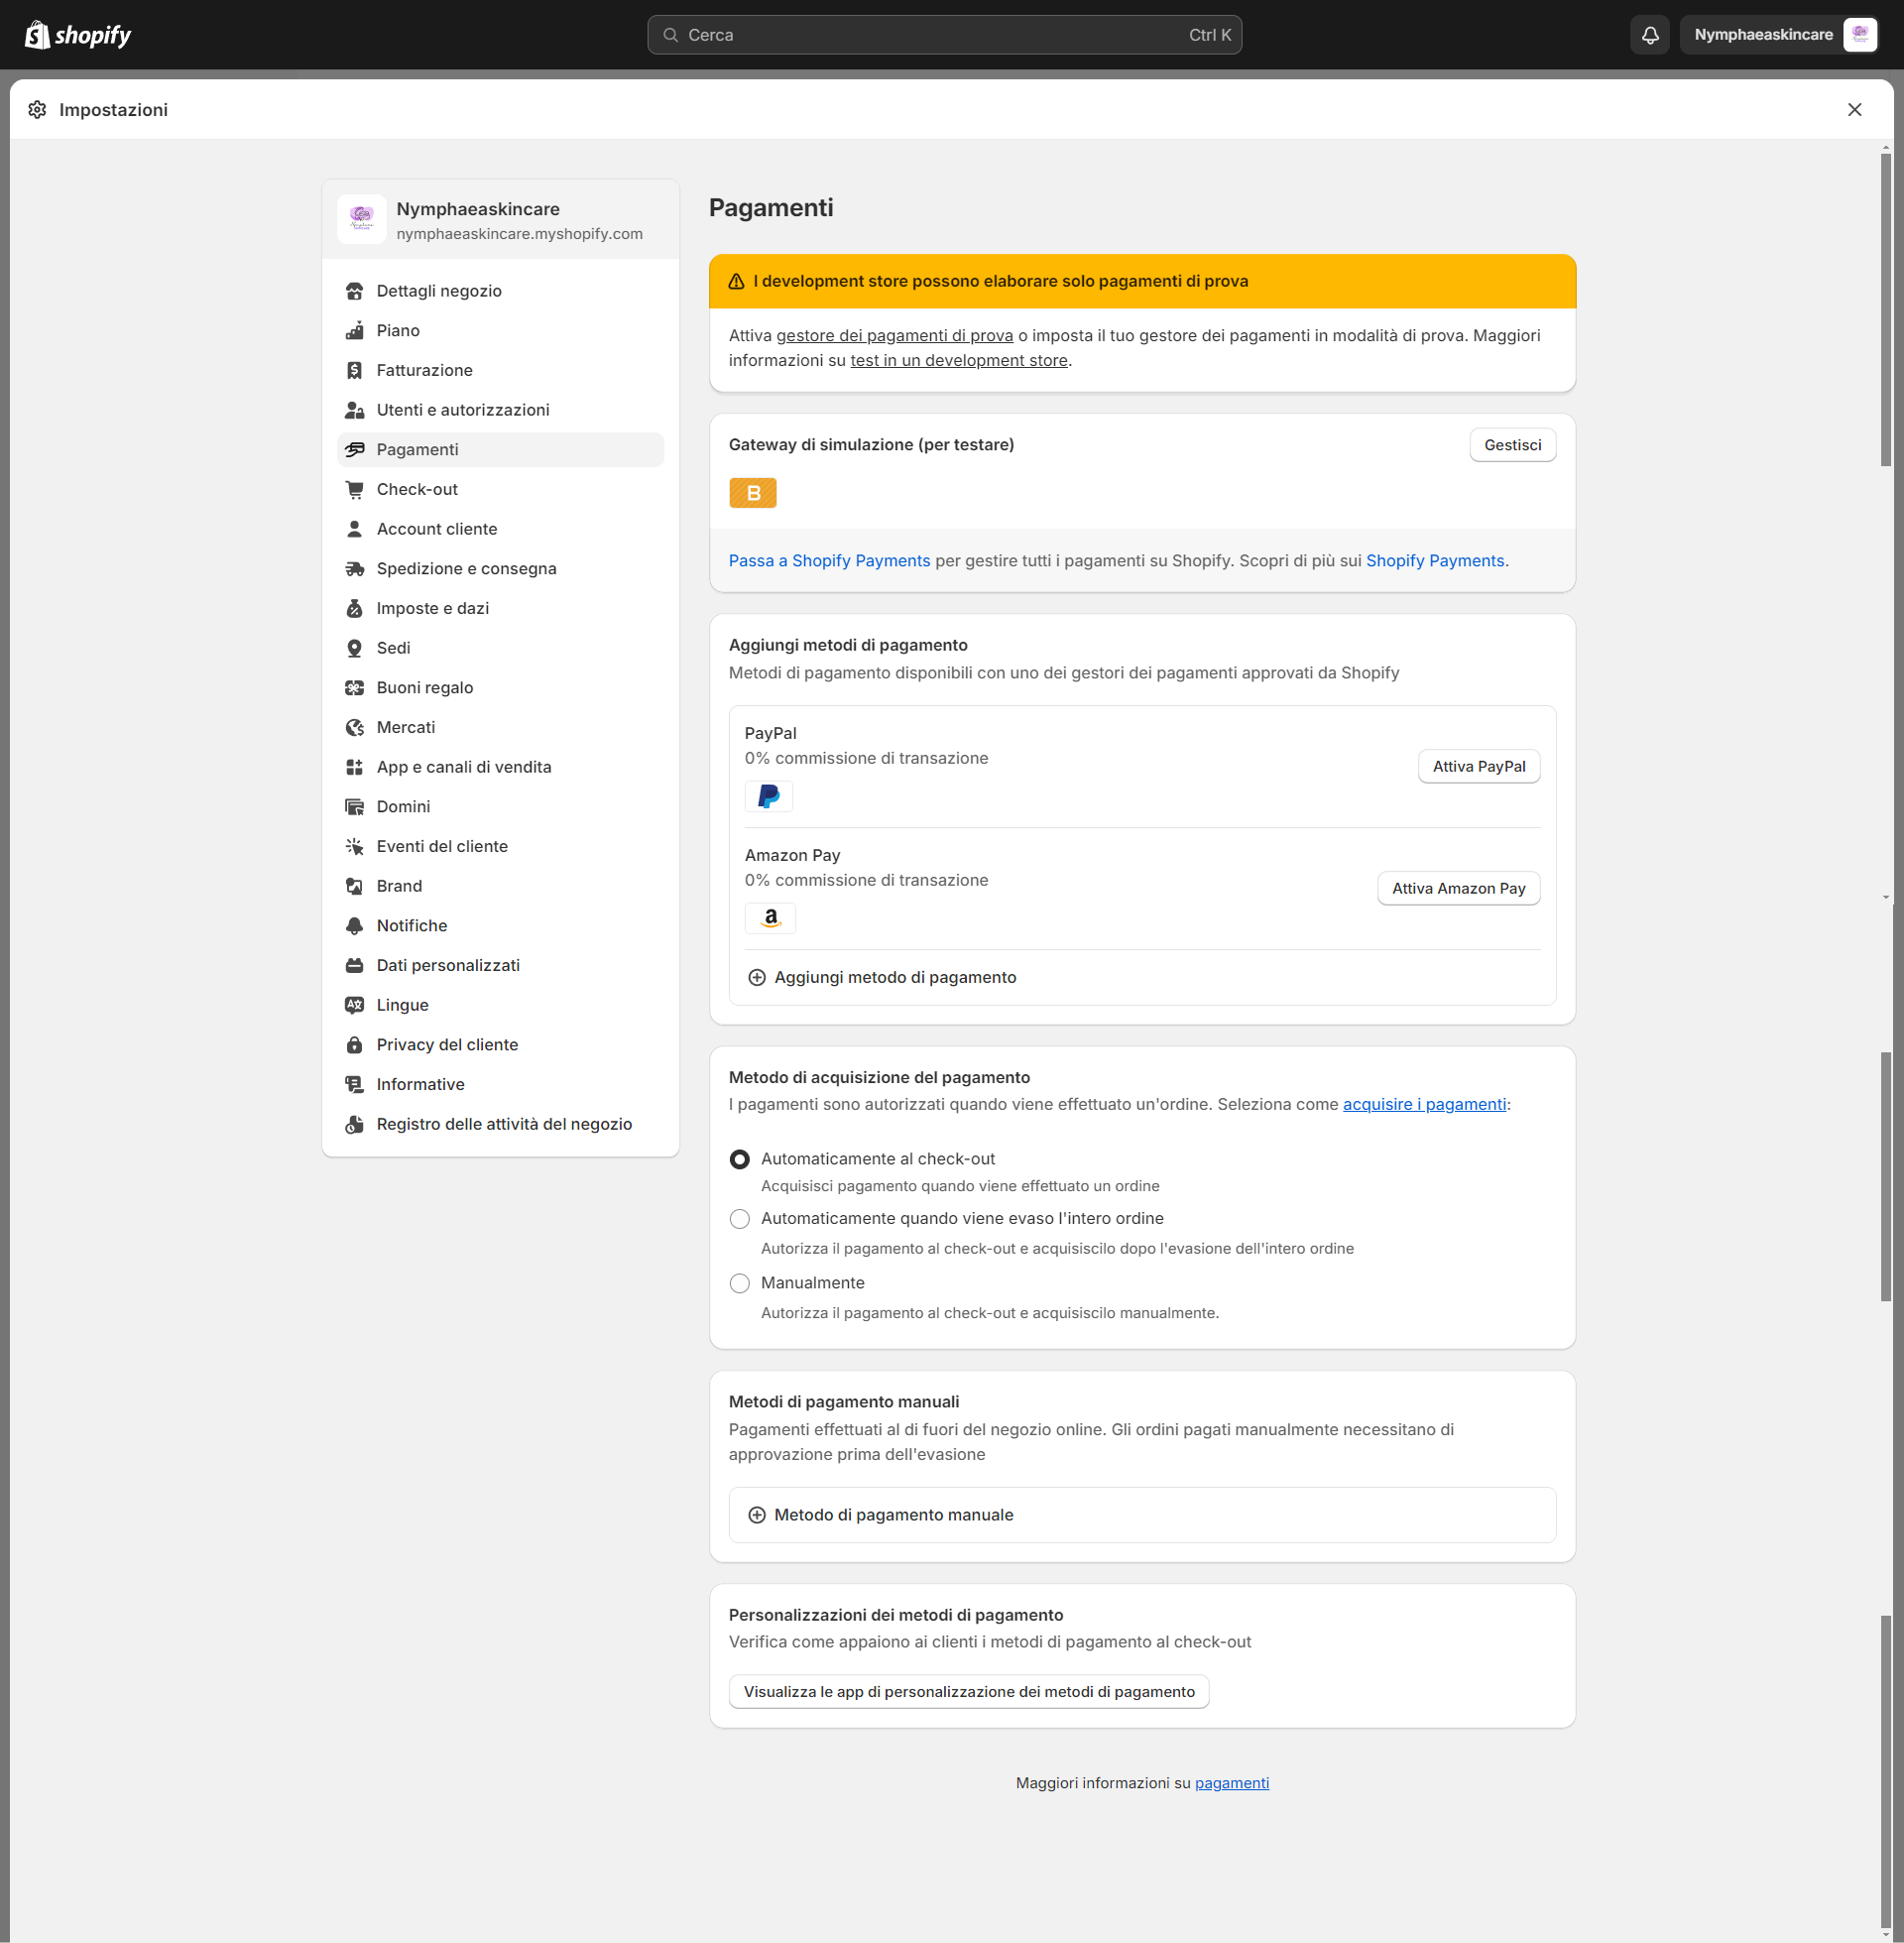 shopify
Cerca
Ctrl K
Nymphaeaskincare
Impostazioni
Nymphaeaskincare
nymphaeaskincare.myshopify.com
Dettagli negozio
Piano
Fatturazione
Utenti e autorizzazioni
Pagamenti
Check-out
Account cliente
Spedizione e consegna
Imposte e dazi
Sedi
Buoni regalo
Mercati
App e canali di vendita
Domini
Eventi del cliente
Brand
Notifiche
Dati personalizzati
Lingue
Privacy del cliente
Informative
Registro delle attività del negozio
Pagamenti
I development store possono elaborare solo pagamenti di prova
Attiva gestore dei pagamenti di prova o imposta il tuo gestore dei pagamenti in modalità di prova. Maggiori
informazioni su test in un development store.
Gateway di simulazione (per testare)
Gestisci
B
Passa a Shopify Payments per gestire tutti i pagamenti su Shopify. Scopri di più sui Shopify Payments.
Aggiungi metodi di pagamento
Metodi di pagamento disponibili con uno dei gestori dei pagamenti approvati da Shopify
PayPal
0% commissione di transazione
Attiva PayPal
Amazon Pay
0% commissione di transazione
Attiva Amazon Pay
a
Aggiungi metodo di pagamento
Metodo di acquisizione del pagamento
I pagamenti sono autorizzati quando viene effettuato un'ordine. Seleziona come acquisire i pagamenti:
Automaticamente al check-out
Acquisisci pagamento quando viene effettuato un ordine
Automaticamente quando viene evaso l'intero ordine
Autorizza il pagamento al check-out e acquisiscilo dopo l'evasione dell'intero ordine
Manualmente
Autorizza il pagamento al check-out e acquisiscilo manualmente.
Metodi di pagamento manuali
Pagamenti effettuati al di fuori del negozio online. Gli ordini pagati manualmente necessitano di
approvazione prima dell'evasione
Metodo di pagamento manuale
Personalizzazioni dei metodi di pagamento
Verifica come appaiono ai clienti i metodi di pagamento al check-out
Visualizza le app di personalizzazione dei metodi di pagamento
Maggiori informazioni su pagamenti